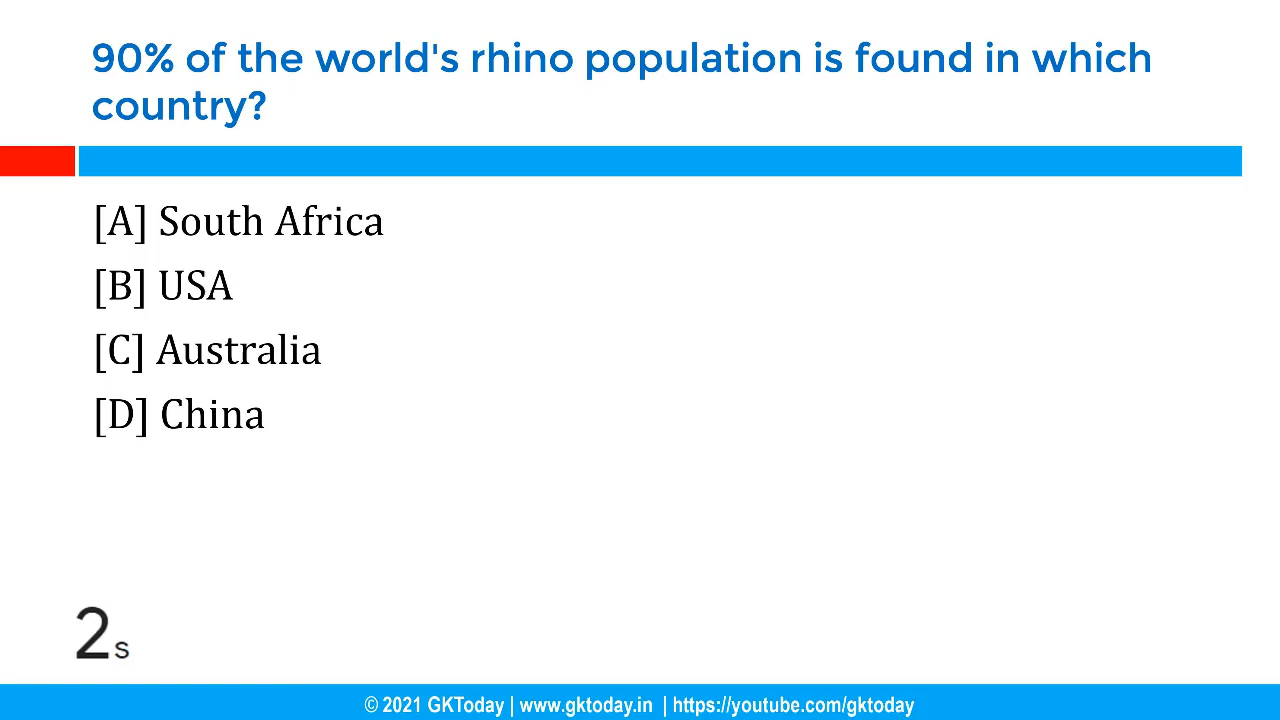 90% of the world's rhino population is found in which
country?
[A] South Africa
[B] USA
[C] Australia
[D] China
2 s
© 2021 GKToday | www.gktoday.in | https://youtube.com/gktoday